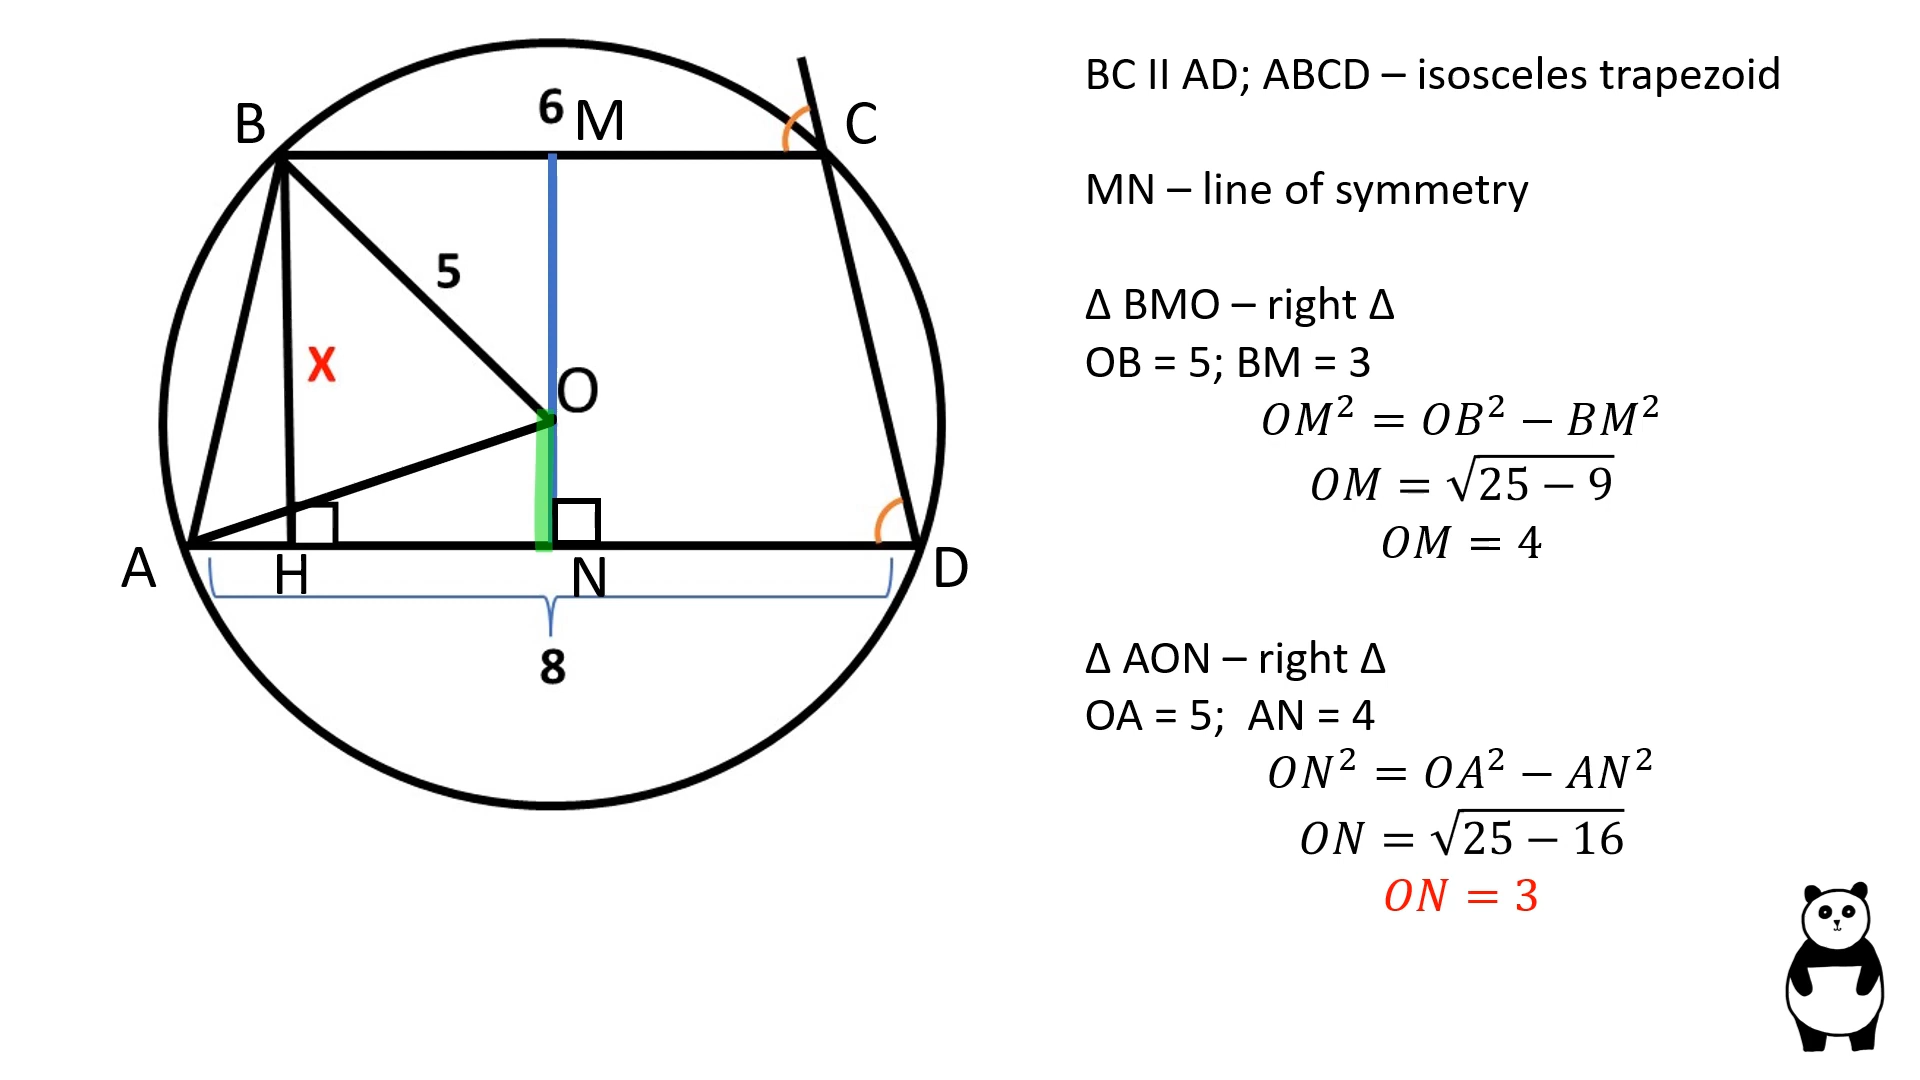 BC II AD; ABCD – isosceles trapezoid
MN – line of symmetry
Δ BMO – right Δ
OB = 5; BM = 3
OM² = OB² − BM²
OM = √25 − 9
OM = 4
Δ AON – right Δ
OA = 5; AN = 4
ON² = OA² − AN²
ON = √25 − 16
ON = 3
B
6
M
C
5
X
O
A
H
N
D
8